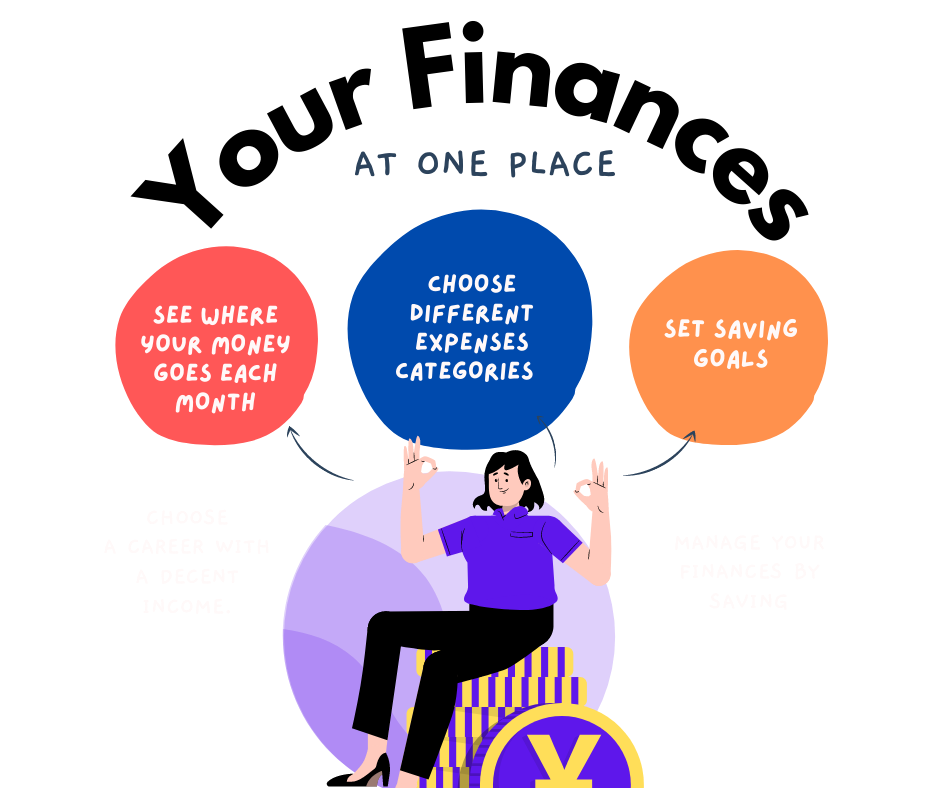 Your Finances
AT ONE PLACE
SEE WHERE
YOUR MONEY
GOES EACH
MONTH
CHOOSE
DIFFERENT
EXPENSES
CATEGORIES
SET SAVING
GOALS
CHOOSE
A CAREER WITH
A DECENT
INCOME.
MANAGE YOUR
FINANCES BY
SAVING
¥